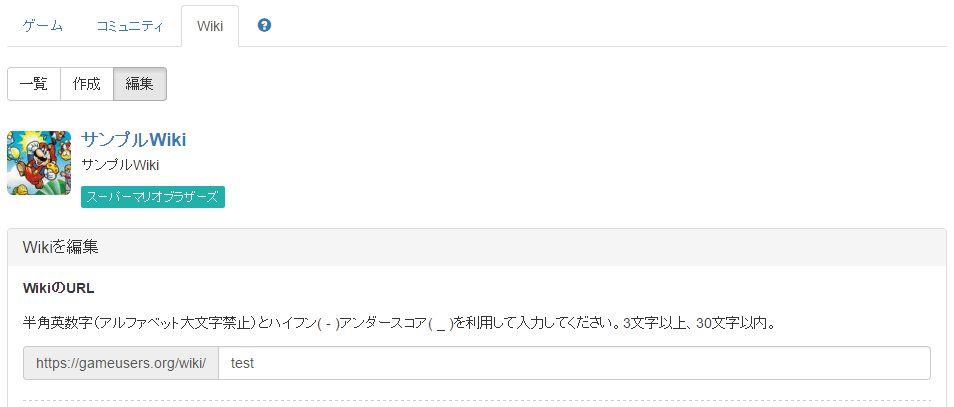 ゲーム コミュニティ Wiki ?
一覧 作成 編集
サンプルWiki
サンプルWiki
スーパーマリオブラザーズ
Wikiを編集
WikiのURL
半角英数字(アルファベット大文字禁止)とハイフン( - )アンダースコア( _ )を利用して入力してください。3文字以上、30文字以内。
https://gameusers.org/wiki/ test